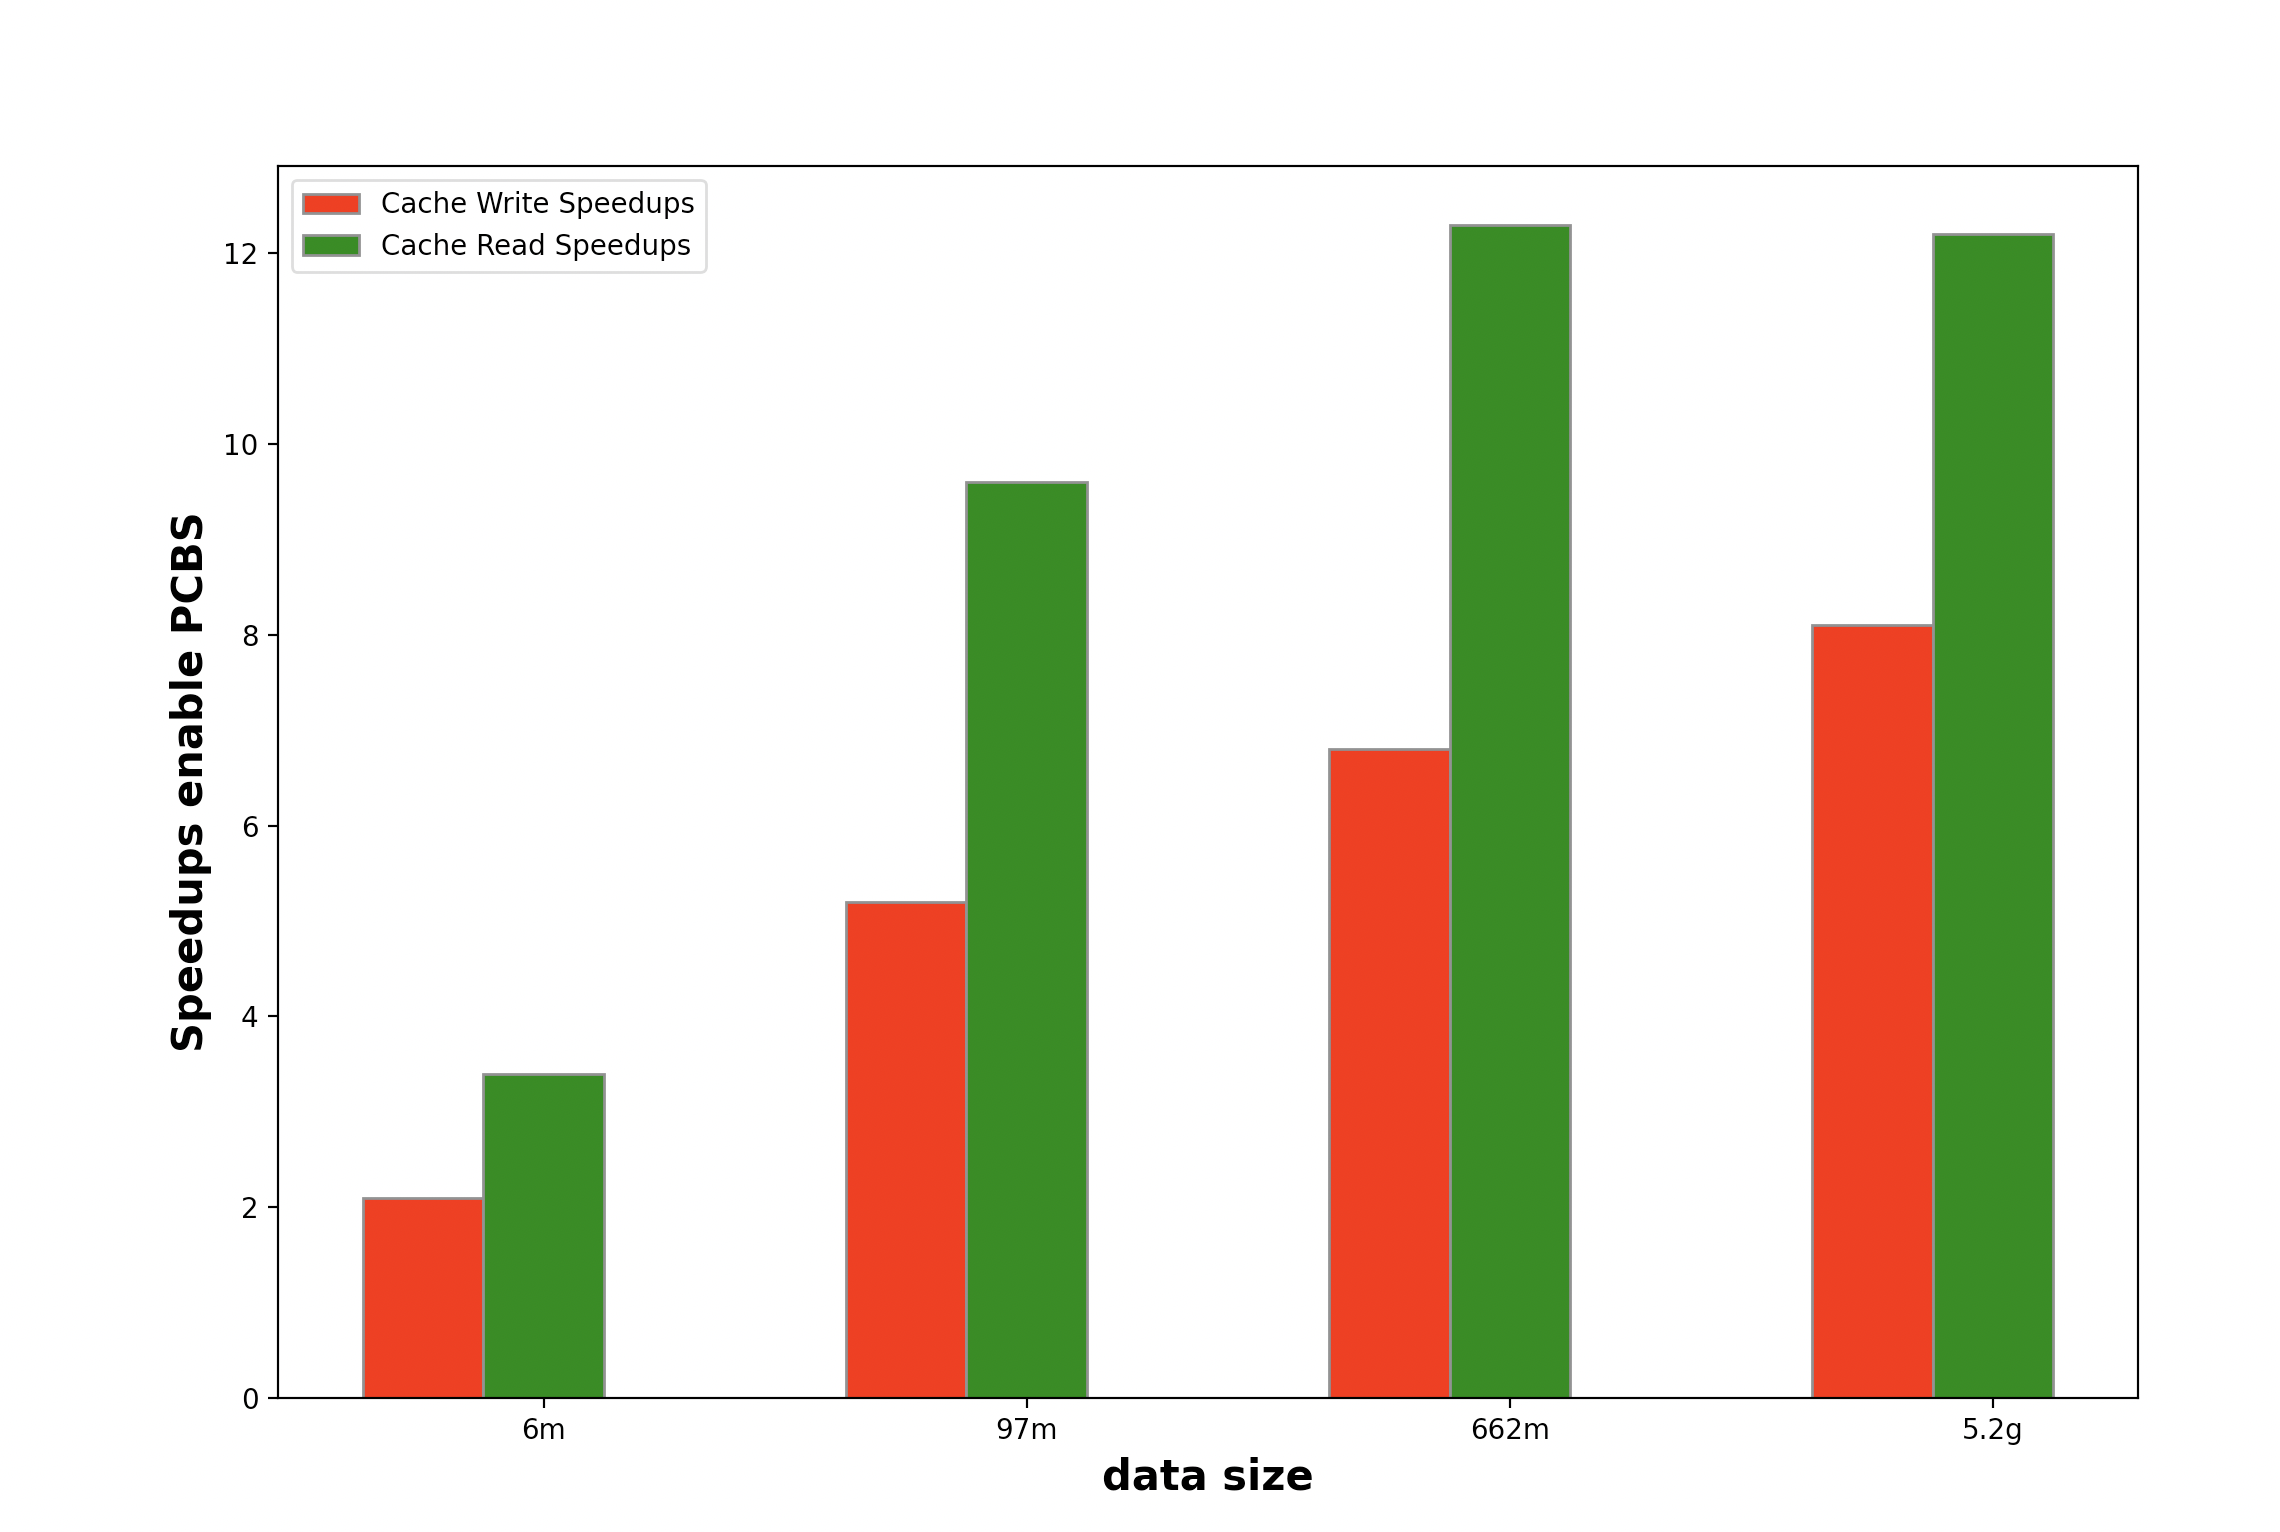 Cache Write Speedups
Cache Read Speedups
12
10
8
6
4
2
0
Speedups enable PCBS
6m 97m 662m 5.2g
data size